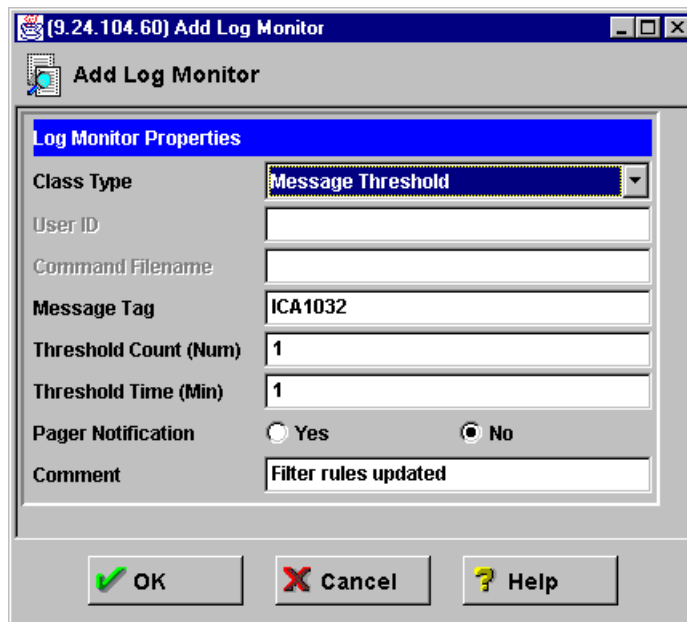 (9.24.104.60) Add Log Monitor
Add Log Monitor
Log Monitor Properties
Class Type Message Threshold
User ID
Command Filename
Message Tag ICA1032
Threshold Count (Num) 1
Threshold Time (Min) 1
Pager Notification Yes No
Comment Filter rules updated
OK Cancel Help